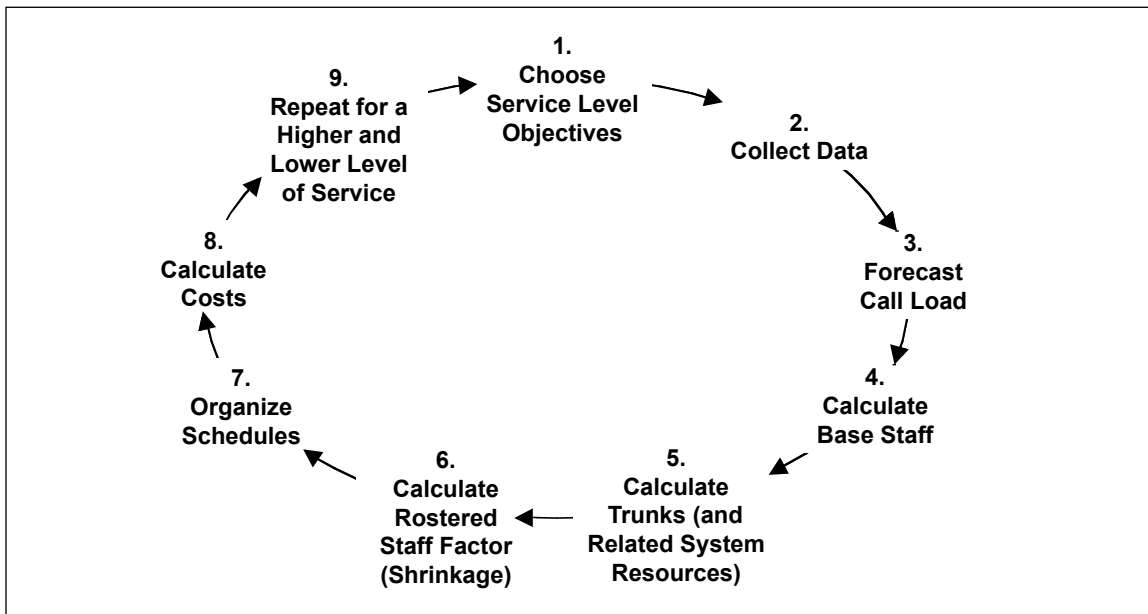 1.
Choose
Service Level
Objectives
2.
Collect Data
3.
Forecast
Call Load
4.
Calculate
Base Staff
5.
Calculate
Trunks (and
Related System
Resources)
6.
Calculate
Rostered
Staff Factor
(Shrinkage)
7.
Organize
Schedules
8.
Calculate
Costs
9.
Repeat for a
Higher and
Lower Level
of Service